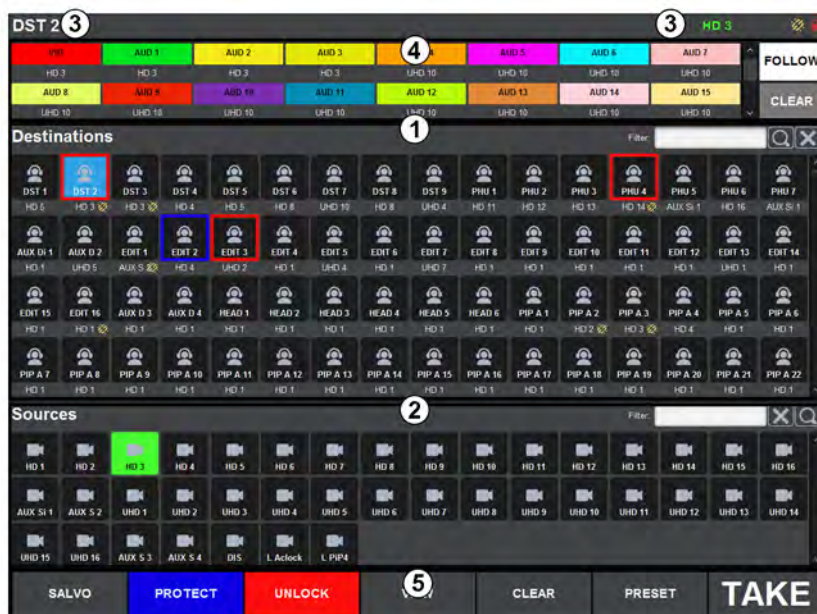 DST 2 3 3 HD 3
VID AUD 1 AUD 2 AUD 3 4 AUD 5 AUD 6 AUD 7
HD 3 HD 3 HD 3 HD 3 UHD 10 UHD 10 UHD 10 UHD 10
FOLLOW
AUD 8 AUD 9 AUD 10 AUD 11 AUD 12 AUD 13 AUD 14 AUD 15
UHD 10 UHD 10 UHD 10 UHD 10 UHD 10 UHD 10 UHD 10 UHD 10
CLEAR
Destinations 1 Filter:
DST 1 DST 2 DST 3 DST 4 DST 5 DST 6 DST 7 DST 8 DST 9 PHU 1 PHU 2 PHU 3 PHU 4 PHU 5 PHU 6 PHU 7
HD 5 HD 3 HD 3 HD 4 HD 5 HD 8 UHD 10 HD 8 UHD 4 HD 11 HD 12 HD 13 HD 14 AUX Si 1 HD 16 AUX Si 1
AUX Di 1 AUX D 2 EDIT 1 EDIT 2 EDIT 3 EDIT 4 EDIT 5 EDIT 6 EDIT 7 EDIT 8 EDIT 9 EDIT 10 EDIT 11 EDIT 12 EDIT 13 EDIT 14
HD 1 UHD 5 AUX S 2 HD 4 UHD 2 HD 1 UHD 4 HD 1 UHD 7 HD 1 HD 1 HD 1 HD 1 HD 1 UHD 1 HD 1
EDIT 15 EDIT 16 AUX D 3 AUX D 4 HEAD 1 HEAD 2 HEAD 3 HEAD 4 HEAD 5 HEAD 6 PIP A 1 PIP A 2 PIP A 3 PIP A 4 PIP A 5 PIP A 6
HD 1 HD 1 HD 1 HD 1 HD 1 HD 1 HD 1 HD 1 HD 1 HD 1 HD 1 HD 2 HD 3 HD 4 HD 1 HD 1
PIP A 7 PIP A 8 PIP A 9 PIP A 10 PIP A 11 PIP A 12 PIP A 13 PIP A 14 PIP A 15 PIP A 16 PIP A 17 PIP A 18 PIP A 19 PIP A 20 PIP A 21 PIP A 22
HD 1 HD 1 HD 1 HD 1 HD 1 HD 1 HD 1 HD 1 HD 1 HD 1 HD 1 HD 1 HD 1 HD 1 HD 1 HD 1
Sources 2 Filter:
HD 1 HD 2 HD 3 HD 4 HD 5 HD 6 HD 7 HD 8 HD 9 HD 10 HD 11 HD 12 HD 13 HD 14 HD 15 HD 16
AUX Si 1 AUX S 2 UHD 1 UHD 2 UHD 3 UHD 4 UHD 5 UHD 6 UHD 7 UHD 8 UHD 9 UHD 10 UHD 11 UHD 12 UHD 13 UHD 14
UHD 15 UHD 16 AUX S 3 AUX S 4 DIS L Aclock L PiP4
SALVO PROTECT UNLOCK 5 CLEAR PRESET TAKE